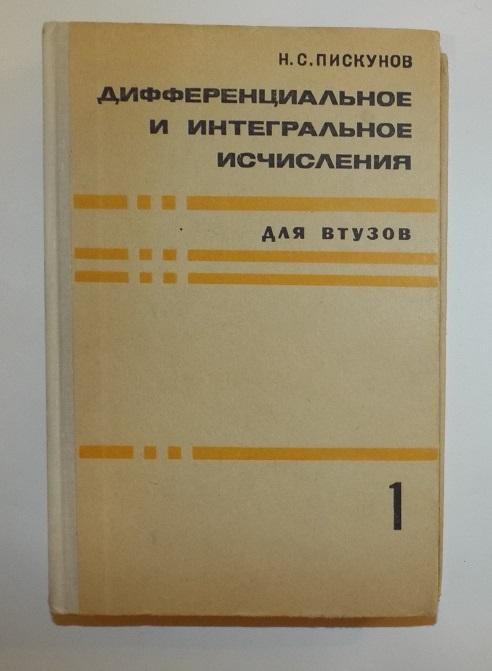 Н.С.ПИСКУНОВ
ДИФФЕРЕНЦИАЛЬНОЕ
И ИНТЕГРАЛЬНОЕ
ИСЧИСЛЕНИЯ
ДЛЯ ВТУЗОВ
1